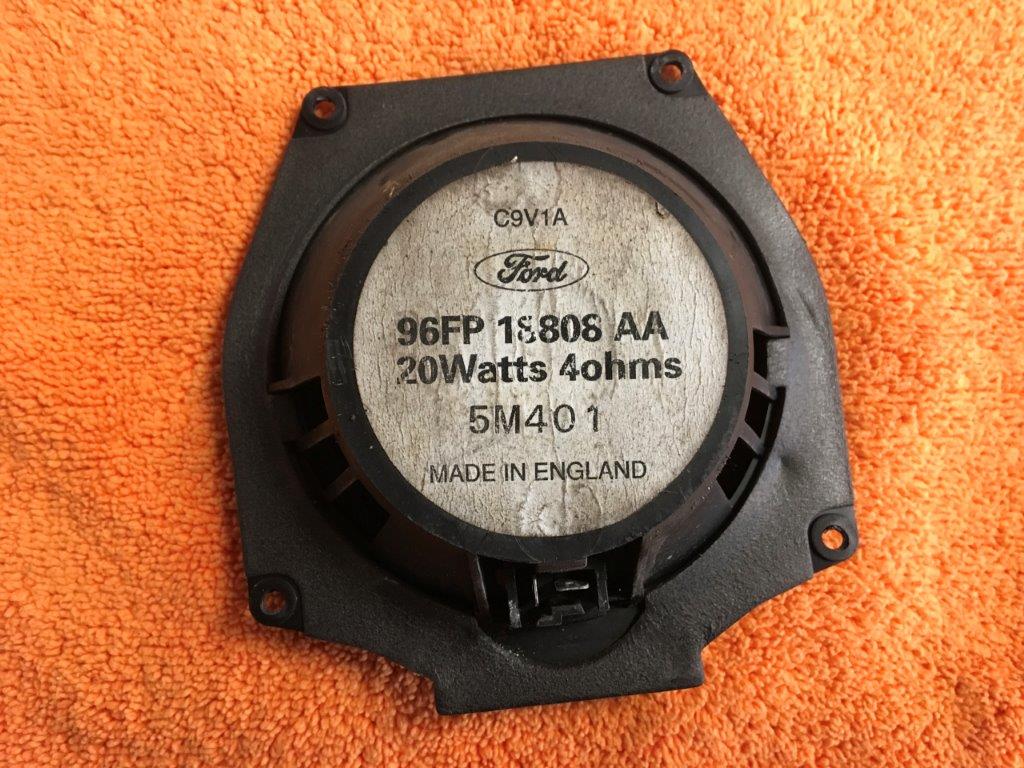 C9V1A
Ford
96FP 18808 AA
20Watts 4ohms
5M401
MADE IN ENGLAND